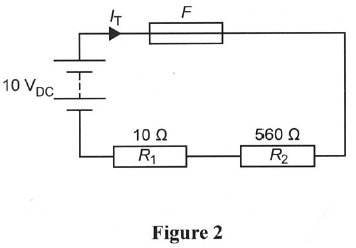 I_T
F
10 V_DC
10 Ω
560 Ω
R_1
R_2
Figure 2